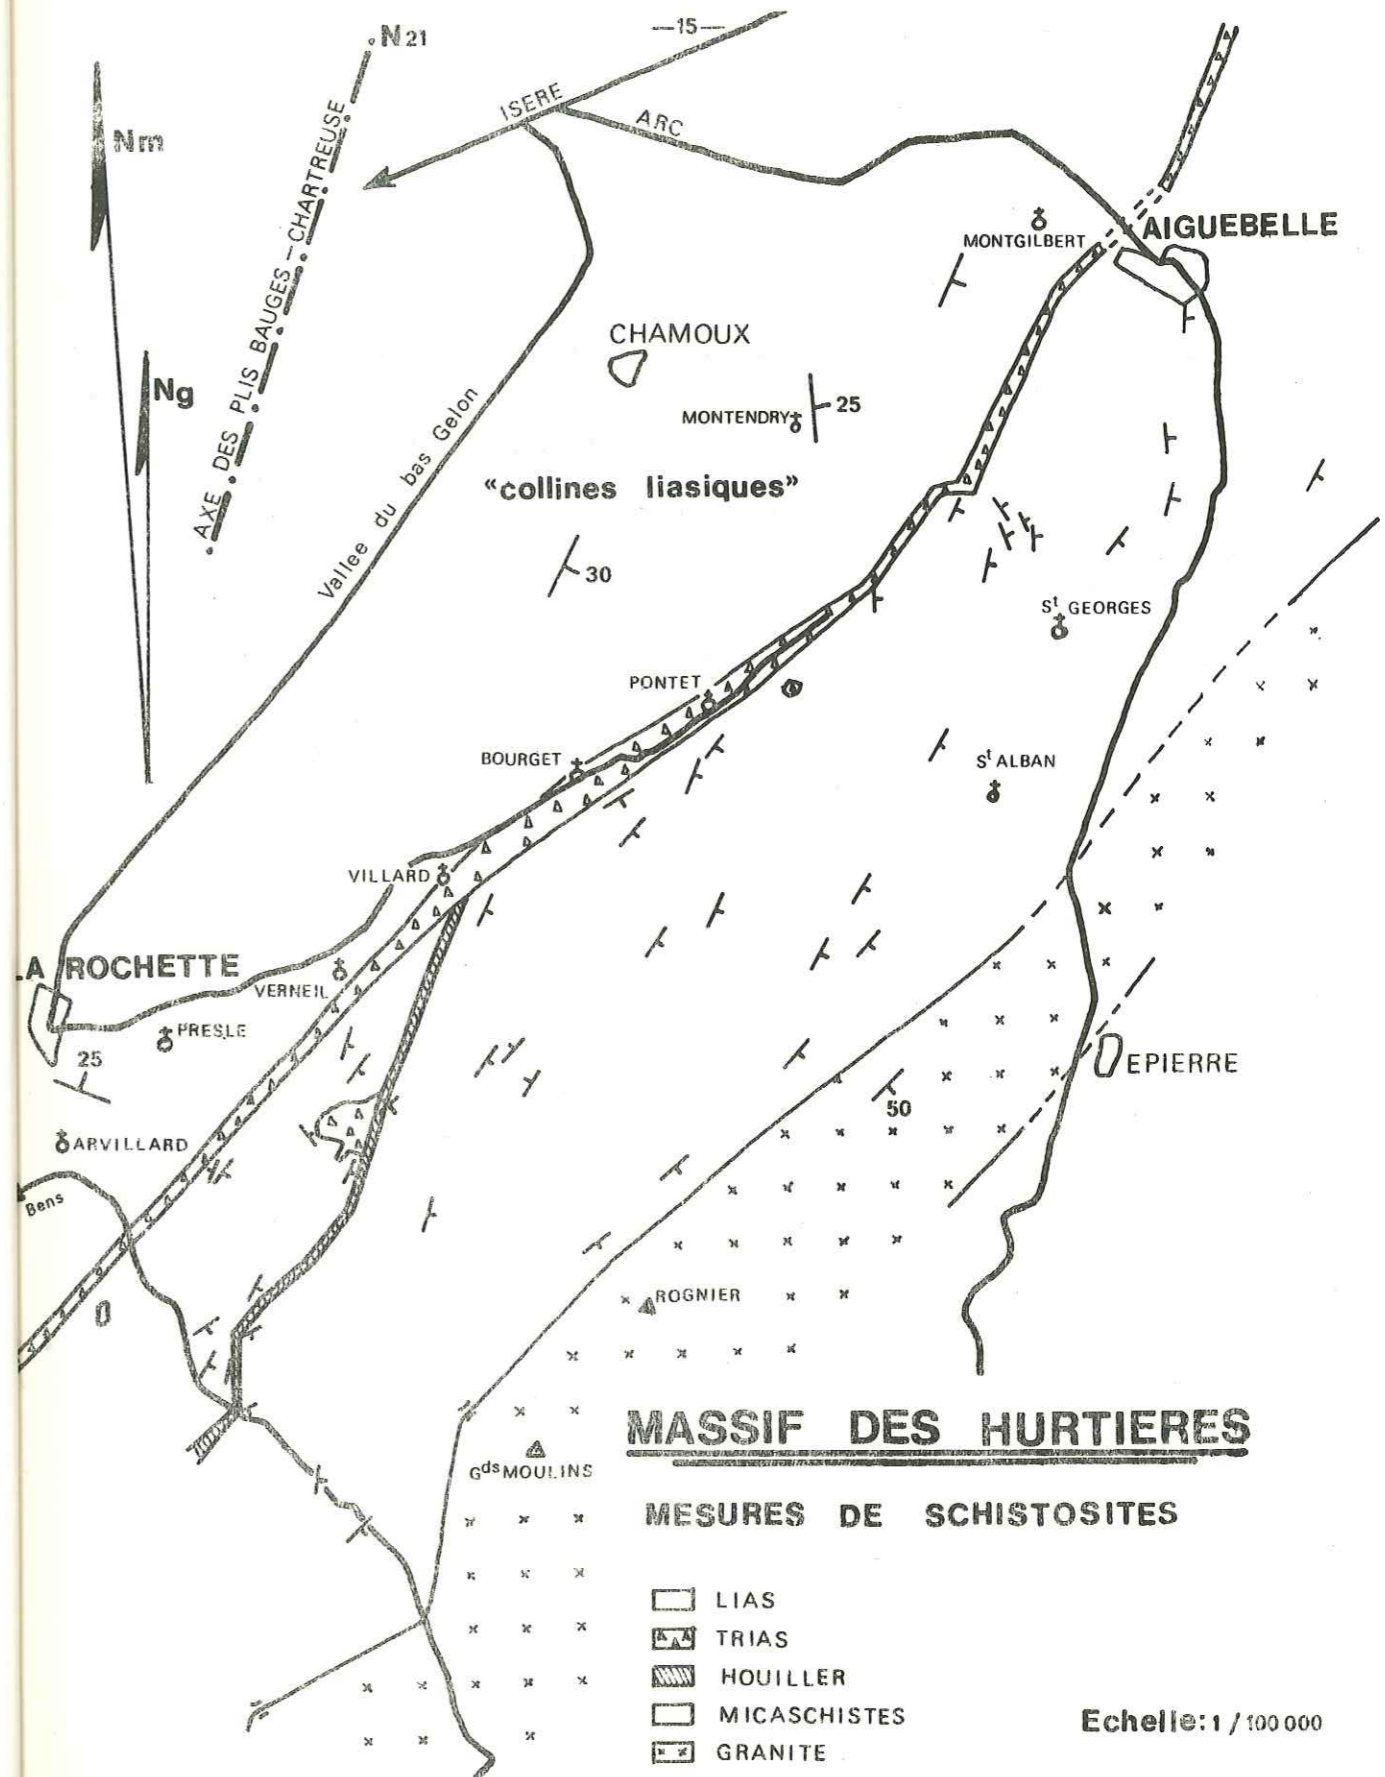 —15—
N21
ISERE
ARC
Nm
AXE DES PLIS BAUGES — CHARTREUSE
AIGUEBELLE
MONTGILBERT
CHAMOUX
Ng
25
MONTENDRY
Vallee du bas Gelon
«collines liasiques»
30
St GEORGES
PONTET
BOURGET
St ALBAN
VILLARD
LA ROCHETTE
VERNEIL
PRESLE
25
EPIERRE
50
ARVILLARD
Bens
ROGNIER
MASSIF DES HURTIERES
Gds MOULINS
MESURES DE SCHISTOSITES
LIAS
TRIAS
HOUILLER
MICASCHISTES
GRANITE
Echelle: 1 / 100 000